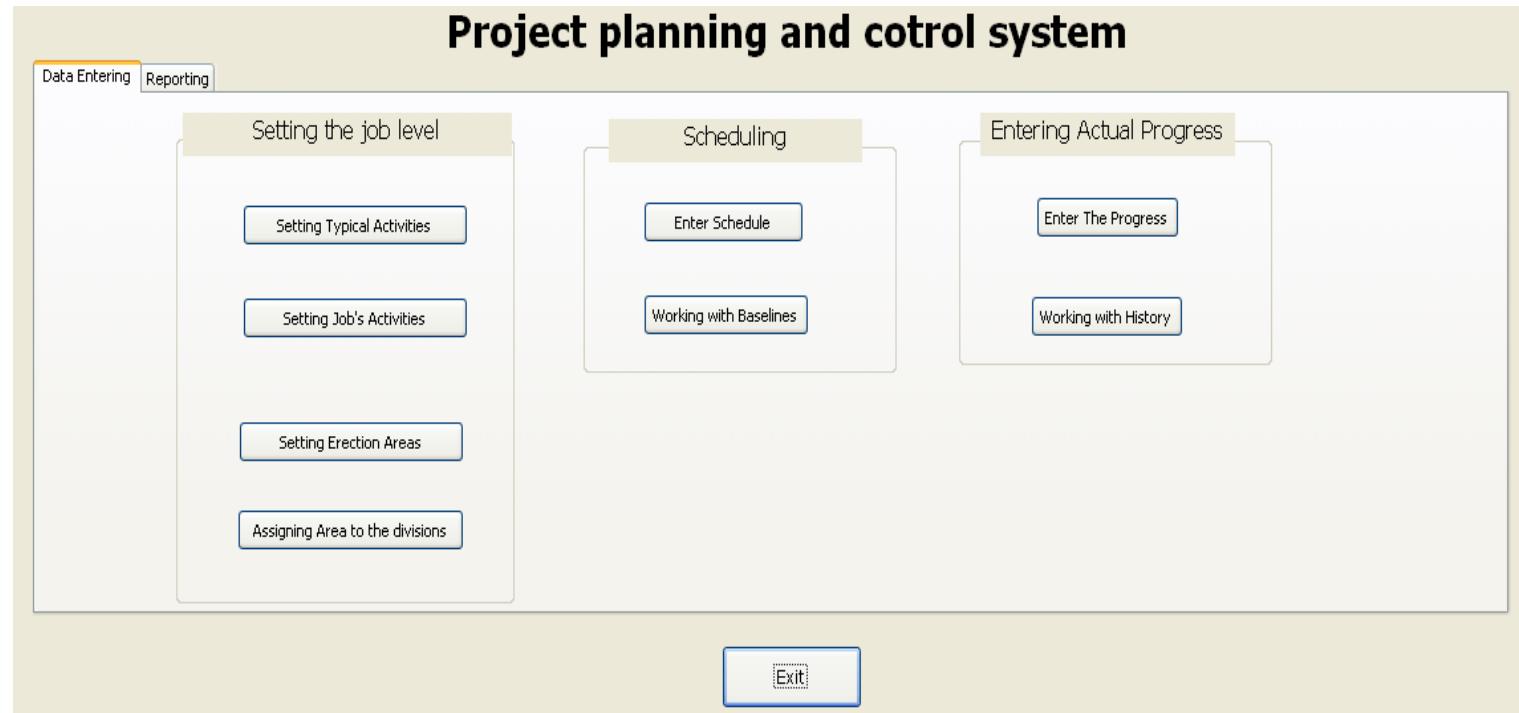 Project planning and cotrol system
Data Entering
Reporting
Setting the job level
Setting Typical Activities
Setting Job's Activities
Setting Erection Areas
Assigning Area to the divisions
Scheduling
Enter Schedule
Working with Baselines
Entering Actual Progress
Enter The Progress
Working with History
Exit